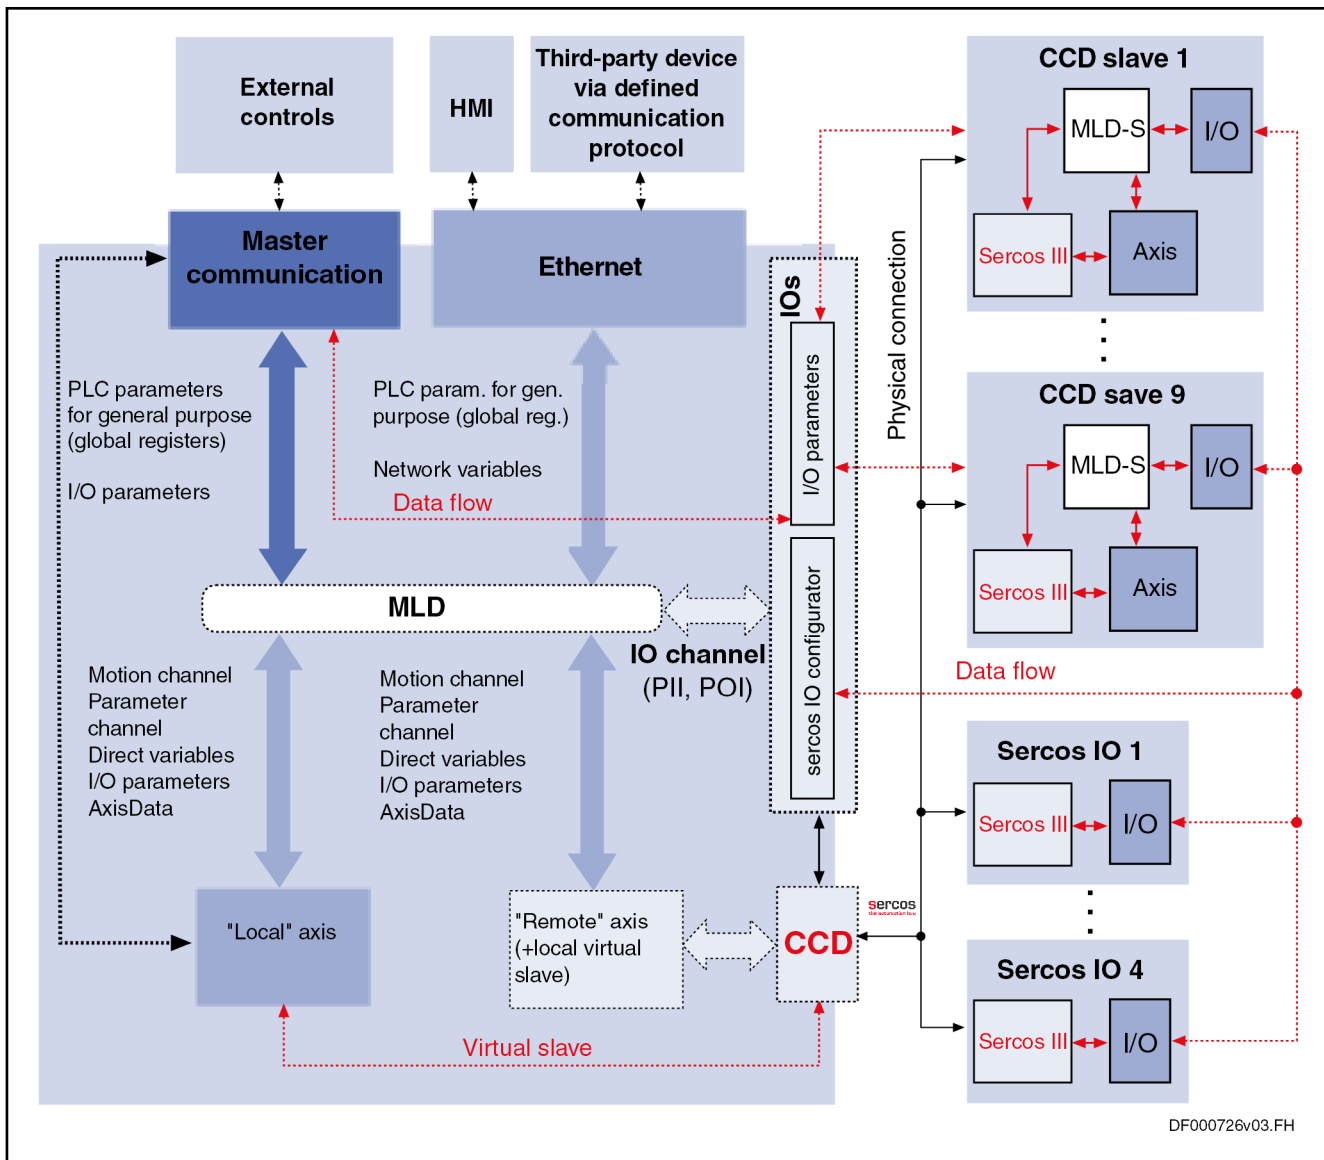 External
controls
HMI
Third-party device
via defined
communication
protocol
CCD slave 1
MLD-S
I/O
Sercos III
Axis
Master
communication
Ethernet
IOs
I/O parameters
sercos IO configurator
Physical connection
PLC parameters
for general purpose
(global registers)
I/O parameters
PLC param. for gen.
purpose (global reg.)
Network variables
Data flow
CCD save 9
MLD-S
I/O
Sercos III
Axis
MLD
IO channel
(PII, POI)
Data flow
Motion channel
Parameter
channel
Direct variables
I/O parameters
AxisData
Motion channel
Parameter
channel
Direct variables
I/O parameters
AxisData
Sercos IO 1
Sercos III
I/O
"Local" axis
"Remote" axis
(+local virtual
slave)
CCD
sercos
the automation bus
Sercos IO 4
Sercos III
I/O
Virtual slave
DF000726v03.FH